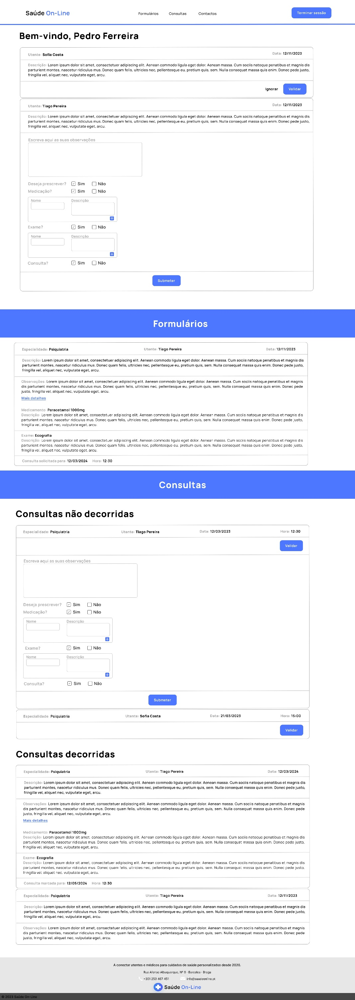 Saúde On-Line
Formulários Consultas Contactos
Terminar sessão
Bem-vindo, Pedro Ferreira
Utente: Sofia Costa Data: 12/11/2023
Descrição: Lorem ipsum dolor sit amet, consectetuer adipiscing elit. Aenean commodo ligula eget dolor. Aenean massa. Cum sociis natoque penatibus et magnis dis
parturient montes, nascetur ridiculus mus. Donec quam felis, ultricies nec, pellentesque eu, pretium quis, sem. Nulla consequat massa quis enim. Donec pede justo,
fringilla vel, aliquet nec, vulputate eget, arcu.
Ignorar Validar
Utente: Tiago Pereira Data: 12/11/2023
Descrição: Lorem ipsum dolor sit amet, consectetuer adipiscing elit. Aenean commodo ligula eget dolor. Aenean massa. Cum sociis natoque penatibus et magnis dis
parturient montes, nascetur ridiculus mus. Donec quam felis, ultricies nec, pellentesque eu, pretium quis, sem. Nulla consequat massa quis enim. Donec pede justo,
fringilla vel, aliquet nec, vulputate eget, arcu.
Escreva aqui as suas observações
Deseja prescrever? Sim Não
Medicação? Sim Não
Nome Descrição
Exame? Sim Não
Nome Descrição
Consulta? Sim Não
Submeter
Formulários
Especialidade: Psiquiatria Utente: Tiago Pereira Data: 12/11/2023
Descrição: Lorem ipsum dolor sit amet, consectetuer adipiscing elit. Aenean commodo ligula eget dolor. Aenean massa. Cum sociis natoque penatibus et magnis dis
parturient montes, nascetur ridiculus mus. Donec quam felis, ultricies nec, pellentesque eu, pretium quis, sem. Nulla consequat massa quis enim. Donec pede justo,
fringilla vel, aliquet nec, vulputate eget, arcu.
Observações: Lorem ipsum dolor sit amet, consectetuer adipiscing elit. Aenean commodo ligula eget dolor. Aenean massa. Cum sociis natoque penatibus et magnis
dis parturient montes, nascetur ridiculus mus. Donec quam felis, ultricies nec, pellentesque eu, pretium quis, sem. Nulla consequat massa quis enim. Donec pede
justo, fringilla vel, aliquet nec, vulputate eget, arcu.
Mais detalhes
Medicamento: Paracetamol 1000mg
Descrição: Lorem ipsum dolor sit amet, consectetuer adipiscing elit. Aenean commodo ligula eget dolor. Aenean massa. Cum sociis natoque penatibus et magnis dis
parturient montes, nascetur ridiculus mus. Donec quam felis, ultricies nec, pellentesque eu, pretium quis, sem. Nulla consequat massa quis enim. Donec pede justo,
fringilla vel, aliquet nec, vulputate eget, arcu.
Exame: Ecografia
Descrição: Lorem ipsum dolor sit amet, consectetuer adipiscing elit. Aenean commodo ligula eget dolor. Aenean massa. Cum sociis natoque penatibus et magnis dis
parturient montes, nascetur ridiculus mus. Donec quam felis, ultricies nec, pellentesque eu, pretium quis, sem. Nulla consequat massa quis enim. Donec pede justo,
fringilla vel, aliquet nec, vulputate eget, arcu.
Consulta solicitada para: 12/03/2024 Hora: 12:30
Consultas
Consultas não decorridas
Especialidade: Psiquiatria Utente: Tiago Pereira Data: 12/03/2023 Hora: 12:30
Validar
Escreva aqui as suas observações
Deseja prescrever? Sim Não
Medicação? Sim Não
Nome Descrição
Exame? Sim Não
Nome Descrição
Consulta? Sim Não
Submeter
Especialidade: Psiquiatria Utente: Sofia Costa Data: 21/03/2023 Hora: 15:00
Validar
Consultas decorridas
Especialidade: Psiquiatria Utente: Tiago Pereira Data: 12/03/2024
Descrição: Lorem ipsum dolor sit amet, consectetuer adipiscing elit. Aenean commodo ligula eget dolor. Aenean massa. Cum sociis natoque penatibus et magnis dis
parturient montes, nascetur ridiculus mus. Donec quam felis, ultricies nec, pellentesque eu, pretium quis, sem. Nulla consequat massa quis enim. Donec pede justo,
fringilla vel, aliquet nec, vulputate eget, arcu.
Observações: Lorem ipsum dolor sit amet, consectetuer adipiscing elit. Aenean commodo ligula eget dolor. Aenean massa. Cum sociis natoque penatibus et magnis
dis parturient montes, nascetur ridiculus mus. Donec quam felis, ultricies nec, pellentesque eu, pretium quis, sem. Nulla consequat massa quis enim. Donec pede
justo, fringilla vel, aliquet nec, vulputate eget, arcu.
Mais detalhes
Medicamento: Paracetamol 1000mg
Descrição: Lorem ipsum dolor sit amet, consectetuer adipiscing elit. Aenean commodo ligula eget dolor. Aenean massa. Cum sociis natoque penatibus et magnis dis
parturient montes, nascetur ridiculus mus. Donec quam felis, ultricies nec, pellentesque eu, pretium quis, sem. Nulla consequat massa quis enim. Donec pede justo,
fringilla vel, aliquet nec, vulputate eget, arcu.
Exame: Ecografia
Descrição: Lorem ipsum dolor sit amet, consectetuer adipiscing elit. Aenean commodo ligula eget dolor. Aenean massa. Cum sociis natoque penatibus et magnis dis
parturient montes, nascetur ridiculus mus. Donec quam felis, ultricies nec, pellentesque eu, pretium quis, sem. Nulla consequat massa quis enim. Donec pede justo,
fringilla vel, aliquet nec, vulputate eget, arcu.
Consulta marcada para: 12/05/2024 Hora: 12:30
Especialidade: Psiquiatria Utente: Tiago Pereira Data: 12/11/2023
Descrição: Lorem ipsum dolor sit amet, consectetuer adipiscing elit. Aenean commodo ligula eget dolor. Aenean massa. Cum sociis natoque penatibus et magnis dis
parturient montes, nascetur ridiculus mus. Donec quam felis, ultricies nec, pellentesque eu, pretium quis, sem. Nulla consequat massa quis enim. Donec pede justo,
fringilla vel, aliquet nec, vulputate eget, arcu.
Observações: Lorem ipsum dolor sit amet, consectetuer adipiscing elit. Aenean commodo ligula eget dolor. Aenean massa. Cum sociis natoque penatibus et magnis
dis parturient montes, nascetur ridiculus mus. Donec quam felis, ultricies nec, pellentesque eu, pretium quis, sem. Nulla consequat massa quis enim. Donec pede
justo, fringilla vel, aliquet nec, vulputate eget, arcu.
A conectar utentes e médicos para cuidados de saúde personalizados desde 2020.
Rua Afonso Albuquerque, Nº 9 - Barcelos - Braga
+351 253 467 451 info@saudeonline.pt
Saúde On-Line
© 2023 Saúde On-Line